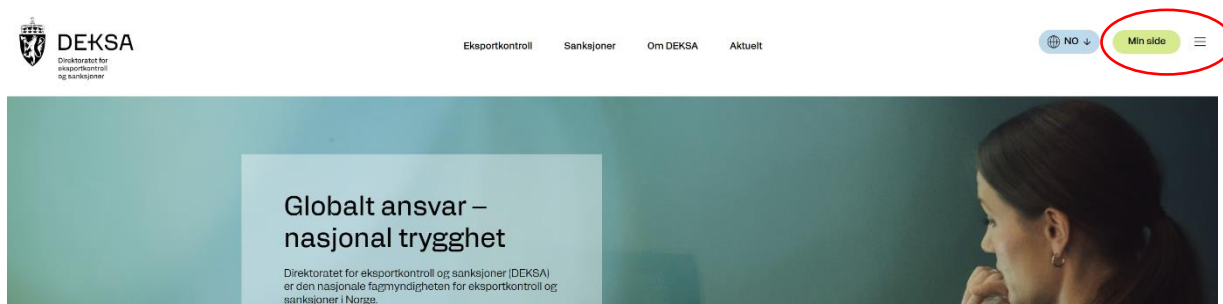 DEKSA
Direktoratet for
eksportkontroll
og sanksjoner
Eksportkontroll Sanksjoner Om DEKSA Aktuelt
NO ↓
Min side
Globalt ansvar –
nasjonal trygghet
Direktoratet for eksportkontroll og sanksjoner (DEKSA)
er den nasjonale fagmyndigheten for eksportkontroll og
sanksjoner i Norge.